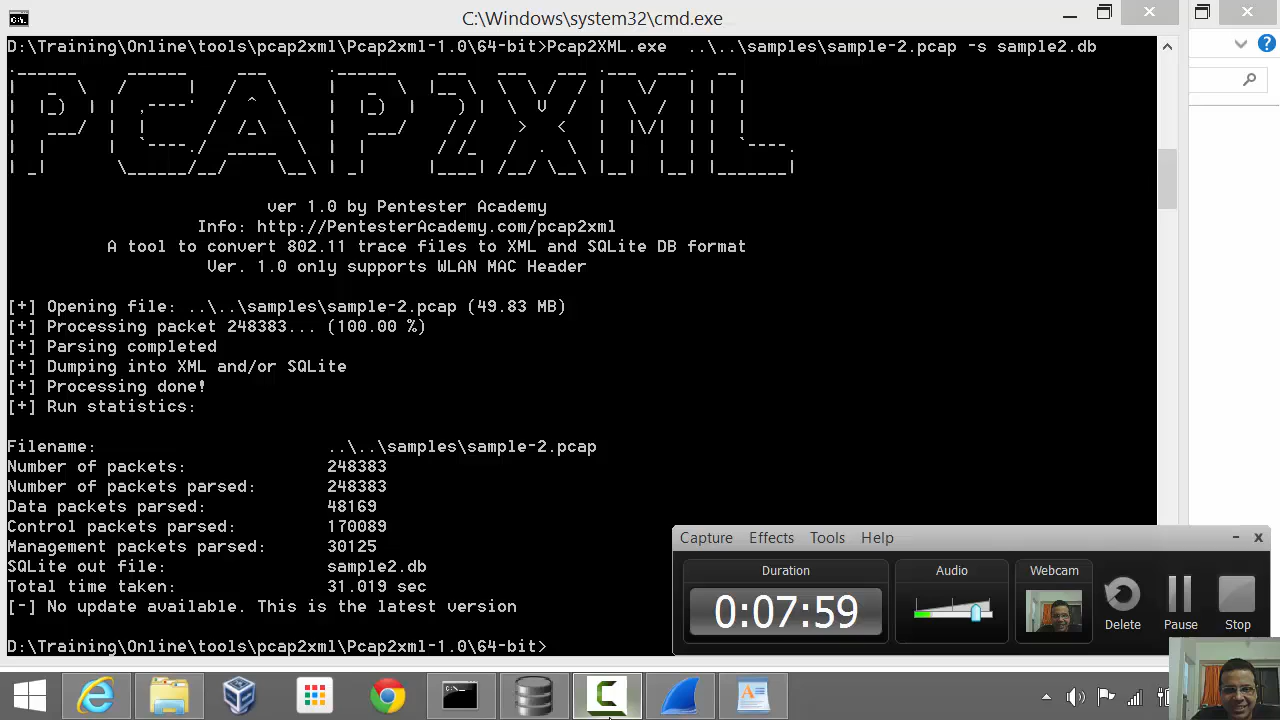 C:\Windows\system32\cmd.exe
D:\Training\Online\tools\pcap2xml\Pcap2xml-1.0\64-bit>Pcap2XML.exe  ..\..\samples\sample-2.pcap -s sample2.db
PCAP2XML
ver 1.0 by Pentester Academy
Info: http://PentesterAcademy.com/pcap2xml
A tool to convert 802.11 trace files to XML and SQLite DB format
Ver. 1.0 only supports WLAN MAC Header
[+] Opening file: ..\..\samples\sample-2.pcap (49.83 MB)
[+] Processing packet 248383... (100.00 %)
[+] Parsing completed
[+] Dumping into XML and/or SQLite
[+] Processing done!
[+] Run statistics:
Filename: ..\..\samples\sample-2.pcap
Number of packets: 248383
Number of packets parsed: 248383
Data packets parsed: 48169
Control packets parsed: 170089
Management packets parsed: 30125
SQLite out file: sample2.db
Total time taken: 31.019 sec
[-] No update available. This is the latest version
D:\Training\Online\tools\pcap2xml\Pcap2xml-1.0\64-bit>
Capture Effects Tools Help
Duration Audio Webcam
0:07:59
Delete Pause Stop